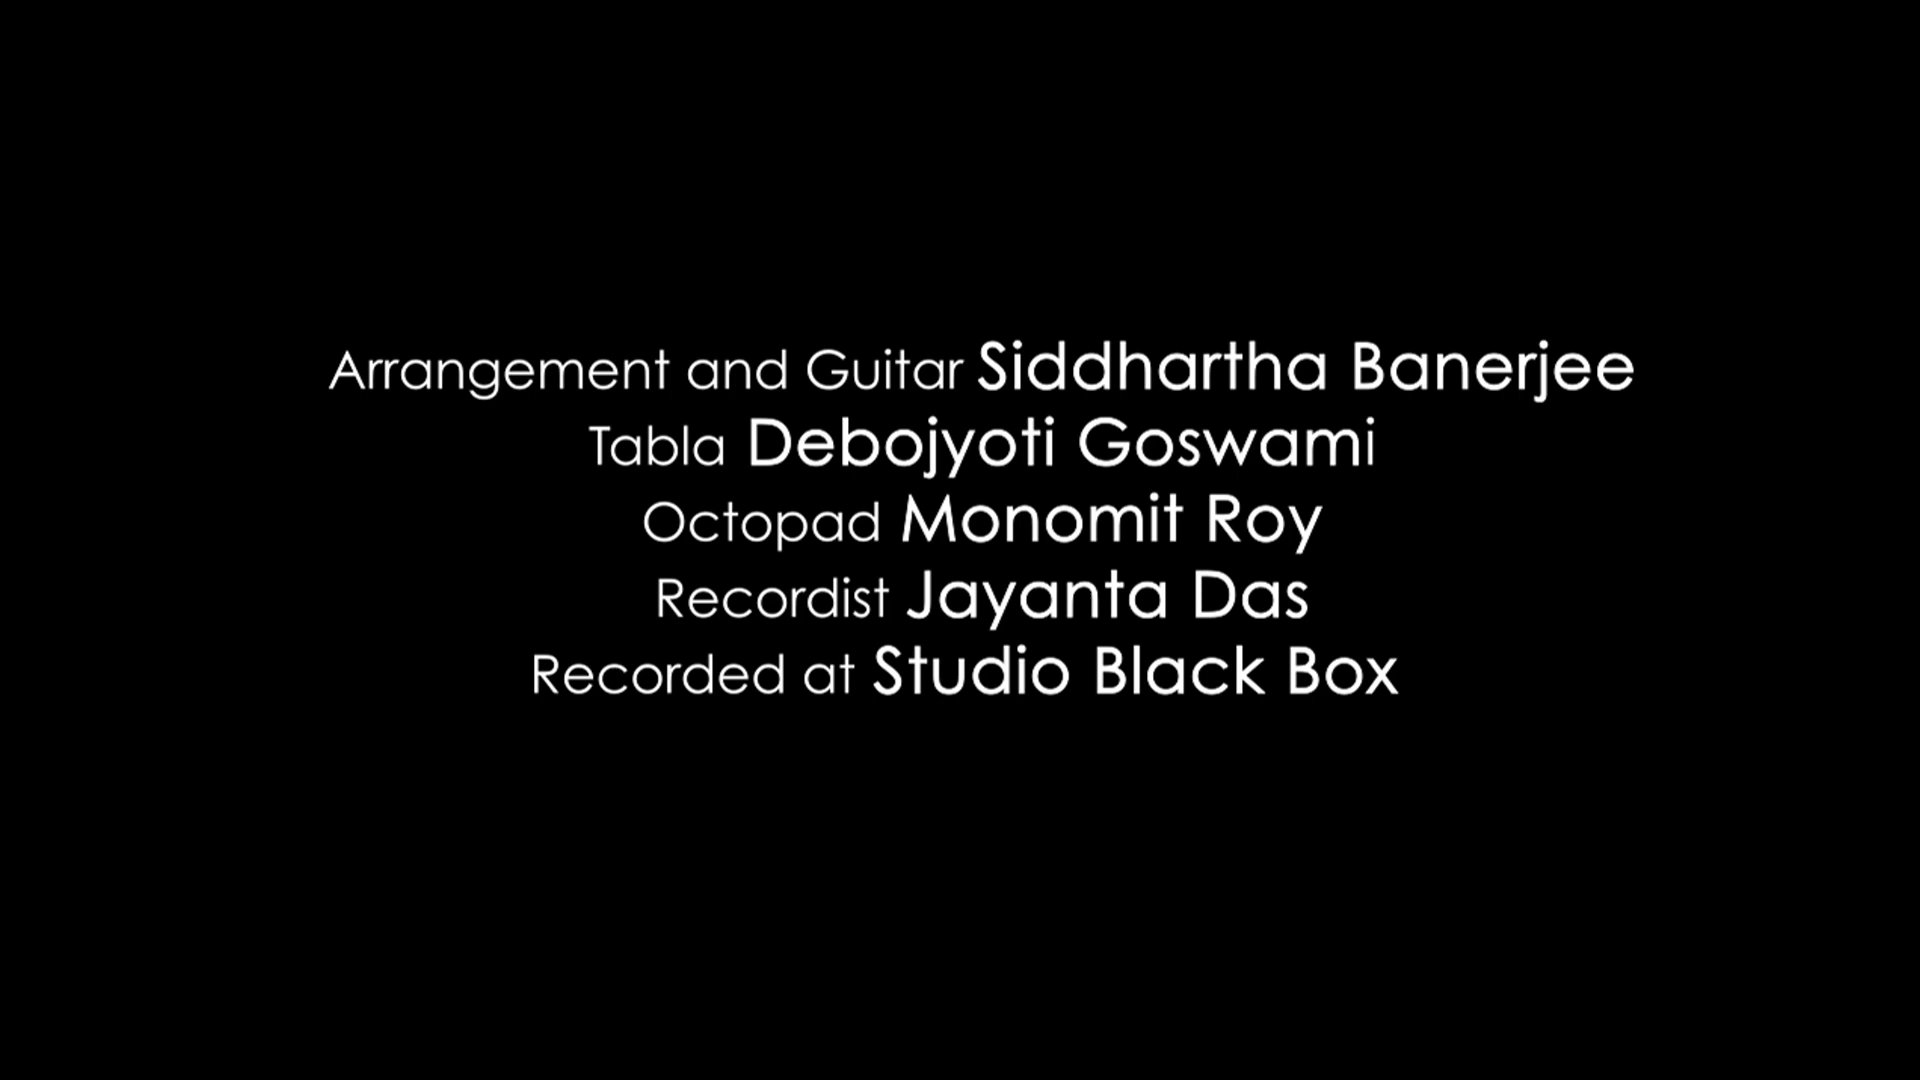 Arrangement and Guitar Siddhartha Banerjee
Tabla Debojyoti Goswami
Octopad Monomit Roy
Recordist Jayanta Das
Recorded at Studio Black Box